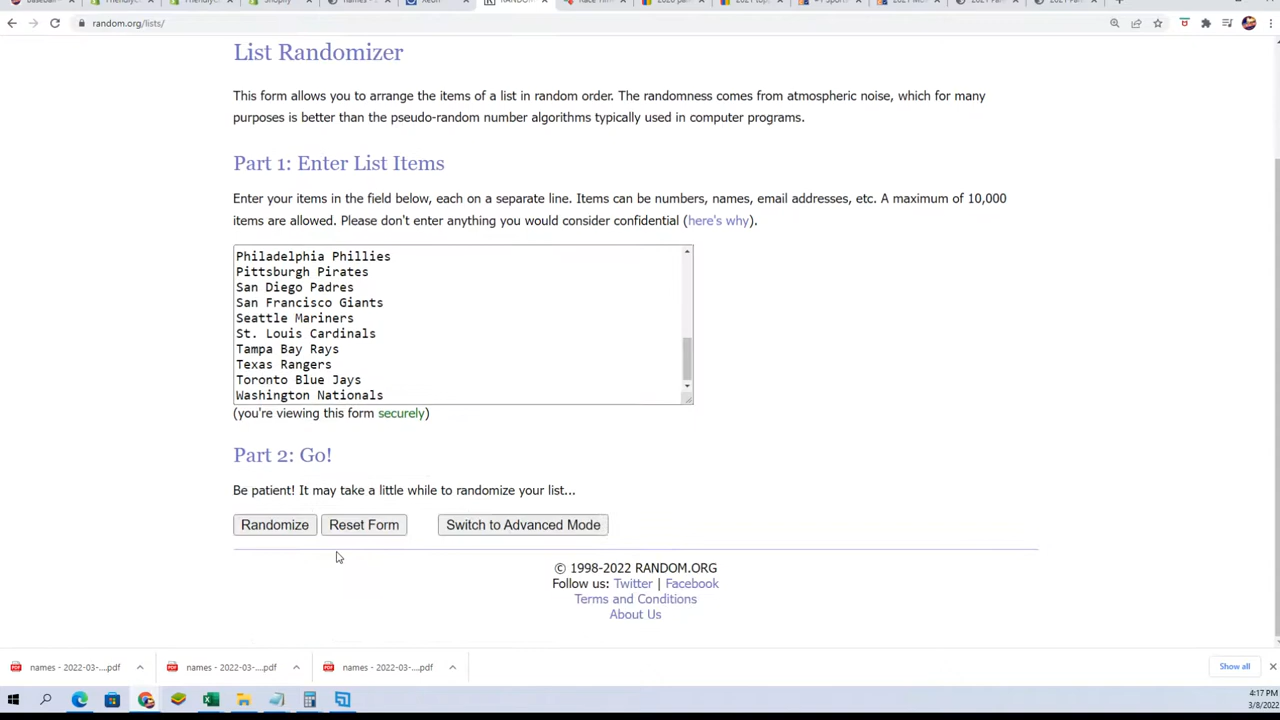 random.org/lists/
List Randomizer
This form allows you to arrange the items of a list in random order. The randomness comes from atmospheric noise, which for many
purposes is better than the pseudo-random number algorithms typically used in computer programs.
Part 1: Enter List Items
Enter your items in the field below, each on a separate line. Items can be numbers, names, email addresses, etc. A maximum of 10,000
items are allowed. Please don't enter anything you would consider confidential (here's why).
Philadelphia Phillies
Pittsburgh Pirates
San Diego Padres
San Francisco Giants
Seattle Mariners
St. Louis Cardinals
Tampa Bay Rays
Texas Rangers
Toronto Blue Jays
Washington Nationals
(you're viewing this form securely)
Part 2: Go!
Be patient! It may take a little while to randomize your list...
Randomize Reset Form Switch to Advanced Mode
© 1998-2022 RANDOM.ORG
Follow us: Twitter | Facebook
Terms and Conditions
About Us
names - 2022-03-....pdf names - 2022-03-....pdf names - 2022-03-....pdf Show all
4:17 PM
3/8/2022